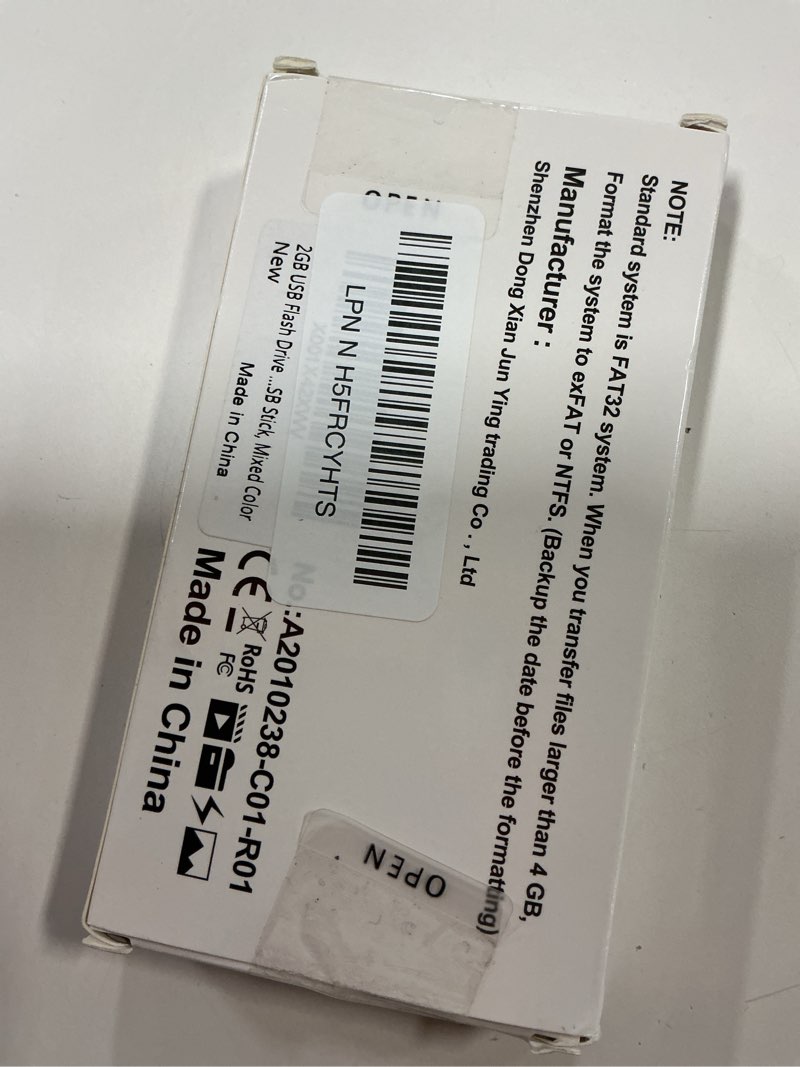 NOTE:
Standard system is FAT32 system. When you transfer files larger than 4 GB,
Format the system to exFAT or NTFS. (Backup the date before the formatting)
Manufacturer :
Shenzhen Dong Xian Jun Ying trading Co . , Ltd
OPEN
LPN N H5FRCYHTS
2GB USB Flash Drive ...SB Stick, Mixed Color
New
Made in China
No.:A2010238-C01-R01
CE RoHS
FC
Made in China
OPEN